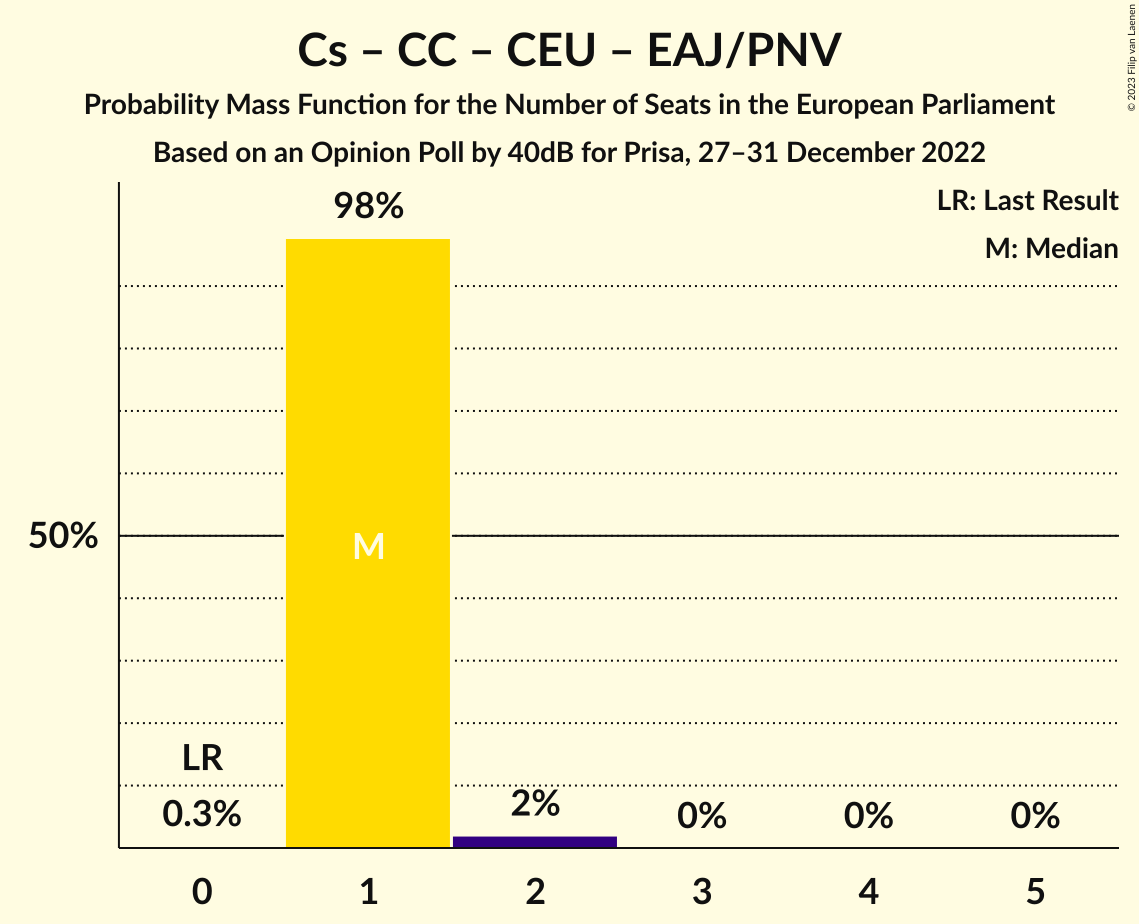 Cs – CC – CEU – EAJ/PNV
Probability Mass Function for the Number of Seats in the European Parliament
Based on an Opinion Poll by 40dB for Prisa, 27–31 December 2022
© 2023 Filip van Laenen
LR: Last Result
M: Median
98%
50%
M
LR
0.3%
2%
0%
0%
0%
0
1
2
3
4
5